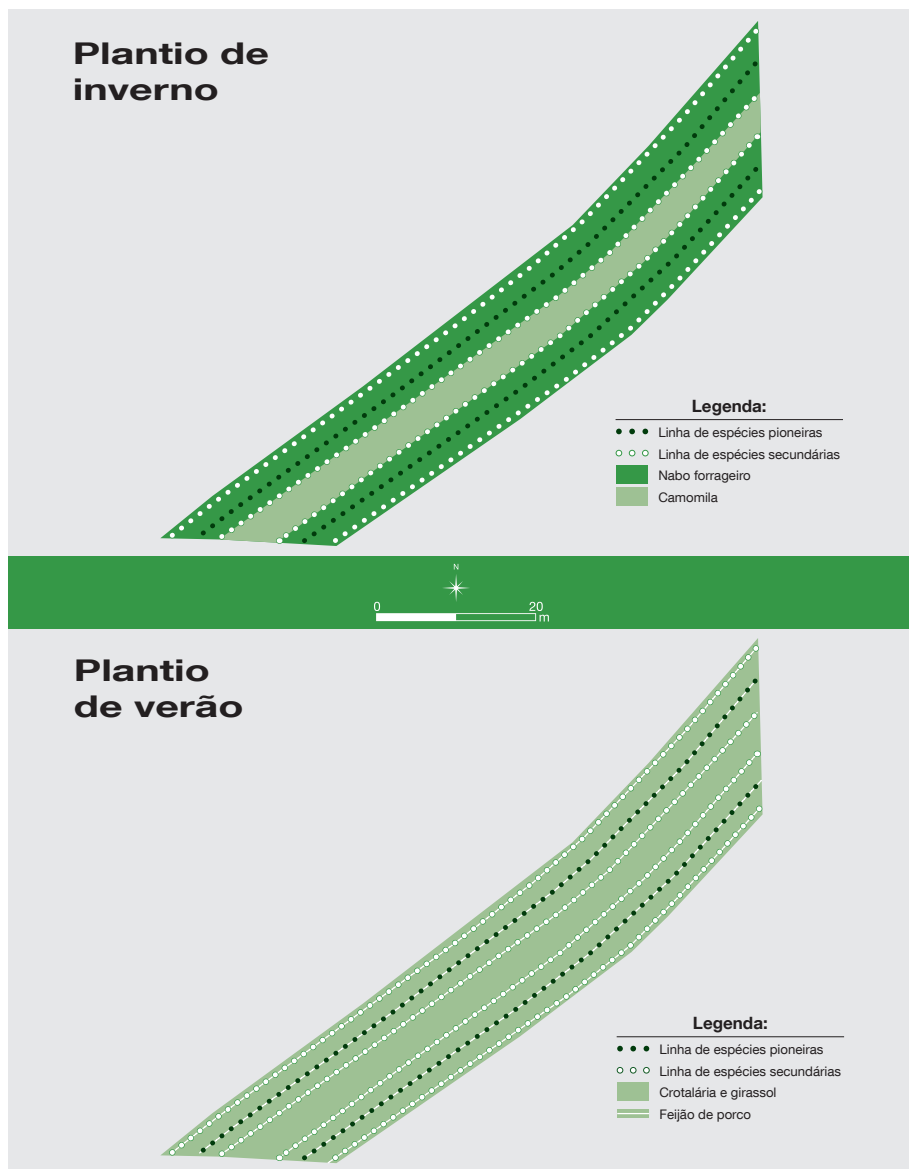 Plantio de
inverno
Legenda:
Linha de espécies pioneiras
Linha de espécies secundárias
Nabo forrageiro
Camomila
N
0 20
m
Plantio
de verão
Legenda:
Linha de espécies pioneiras
Linha de espécies secundárias
Crotalária e girassol
Feijão de porco